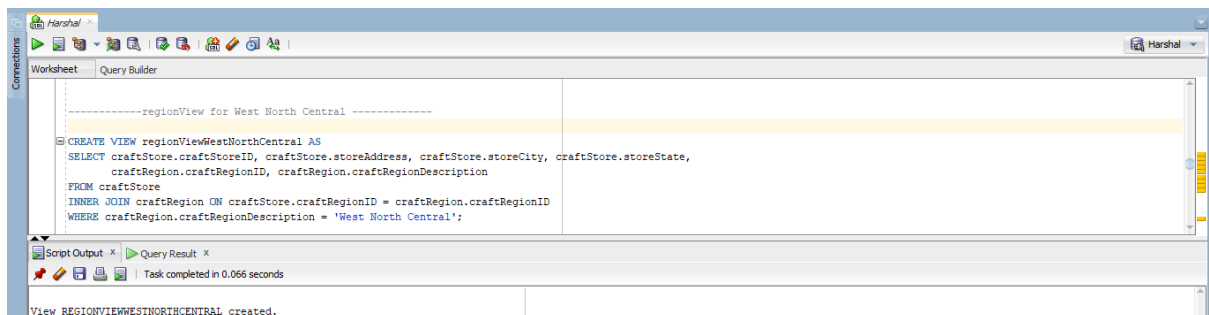 Harshal
Connections
Harshal
Worksheet Query Builder
------------regionView for West North Central -------------
CREATE VIEW regionViewWestNorthCentral AS
SELECT craftStore.craftStoreID, craftStore.storeAddress, craftStore.storeCity, craftStore.storeState,
craftRegion.craftRegionID, craftRegion.craftRegionDescription
FROM craftStore
INNER JOIN craftRegion ON craftStore.craftRegionID = craftRegion.craftRegionID
WHERE craftRegion.craftRegionDescription = 'West North Central';
Script Output x Query Result x
Task completed in 0.066 seconds
View REGIONVIEWWESTNORTHCENTRAL created.